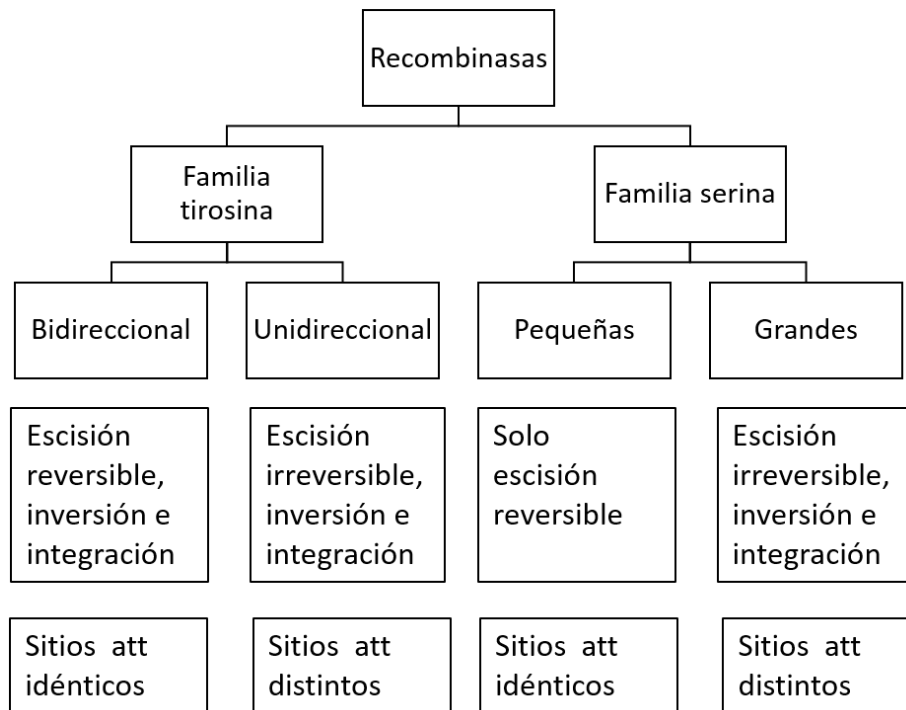 Recombinasas
Familia
tirosina
Familia serina
Bidireccional
Unidireccional
Pequeñas
Grandes
Escisión
reversible,
inversión e
integración
Escisión
irreversible,
inversión e
integración
Solo
escisión
reversible
Escisión
irreversible,
inversión e
integración
Sitios att
idénticos
Sitios att
distintos
Sitios att
idénticos
Sitios att
distintos